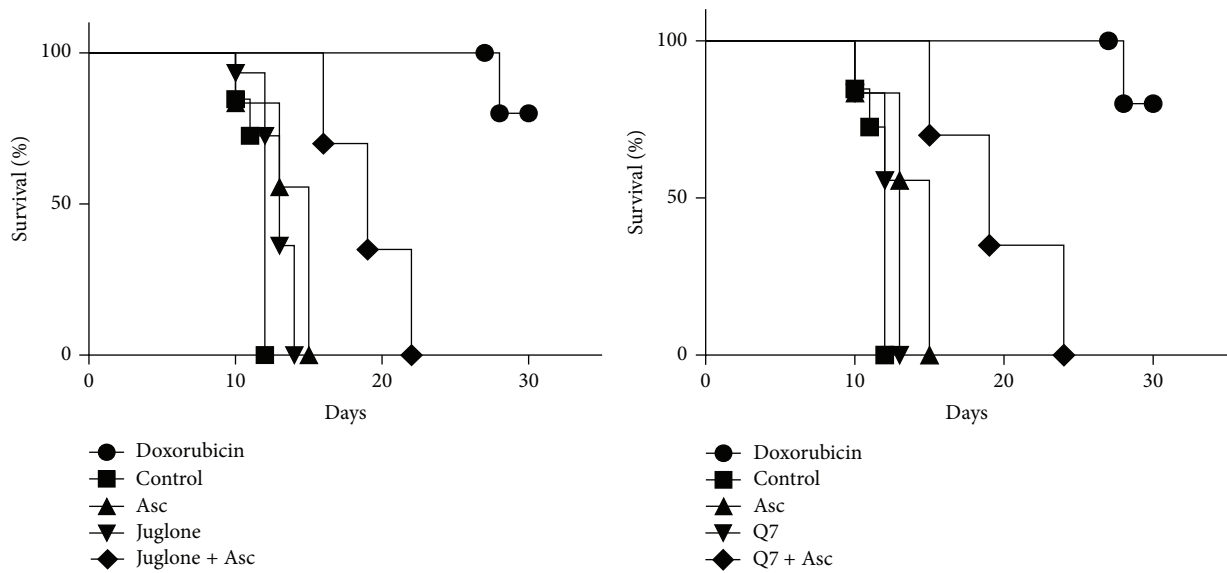 Survival (%)
100
50
0
0
10
20
30
Days
Doxorubicin
Control
Asc
Juglone
Juglone + Asc
Survival (%)
100
50
0
0
10
20
30
Days
Doxorubicin
Control
Asc
Q7
Q7 + Asc